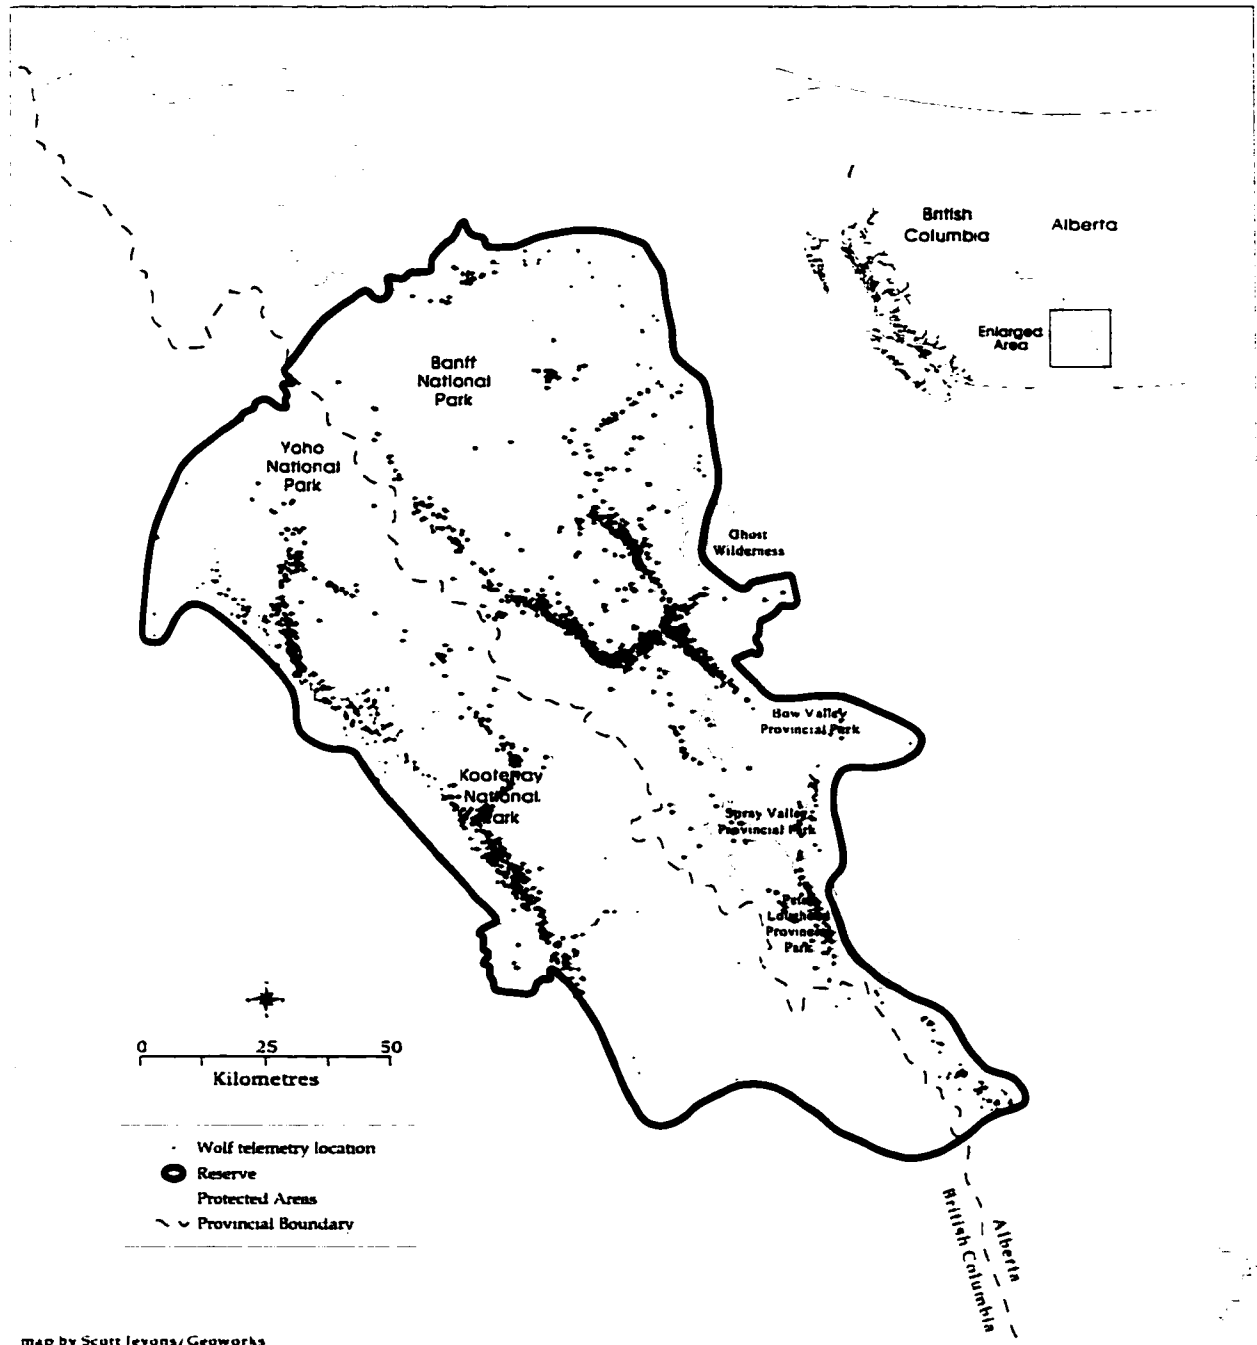 British
Columbia
Alberta
Enlarged
Area
Banff
National
Park
Yoho
National
Park
Ghost
Wilderness
Bow Valley
Provincial Park
Kootenay
National
Park
Spray Valley
Provincial Park
Peter
Lougheed
Provincial
Park
0 25 50
Kilometres
Wolf telemetry location
Reserve
Protected Areas
Provincial Boundary
Alberta
British Columbia
map by Scott Jevons/Geoworks